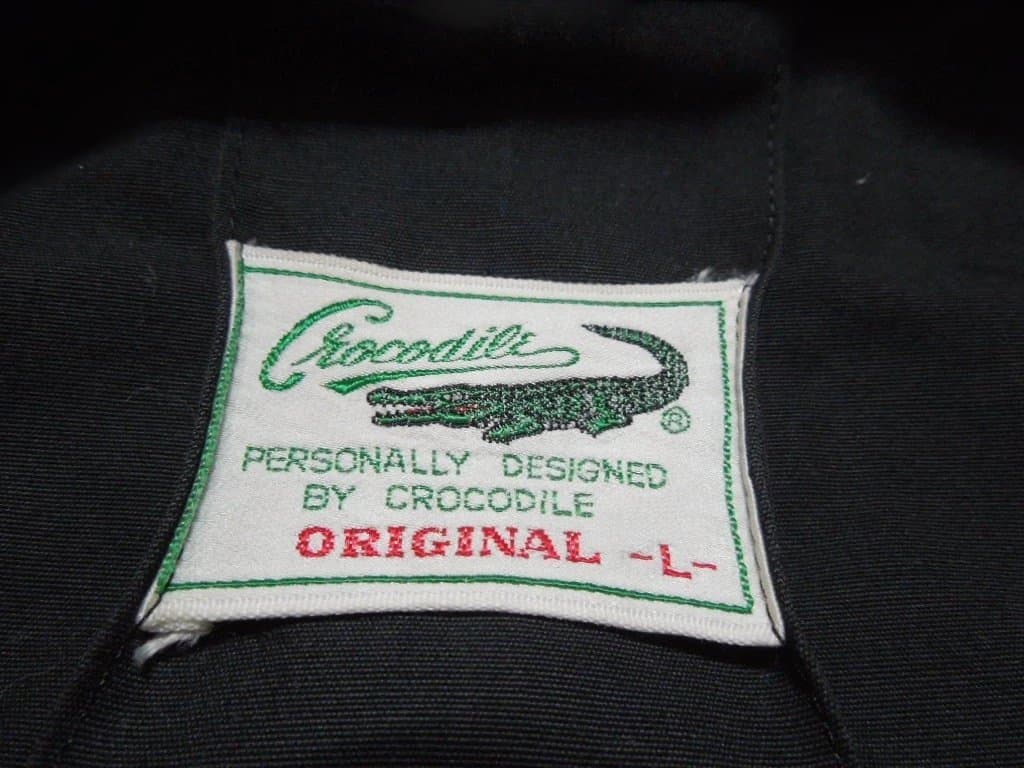 Crocodile
®
PERSONALLY DESIGNED
BY CROCODILE
ORIGINAL -L-